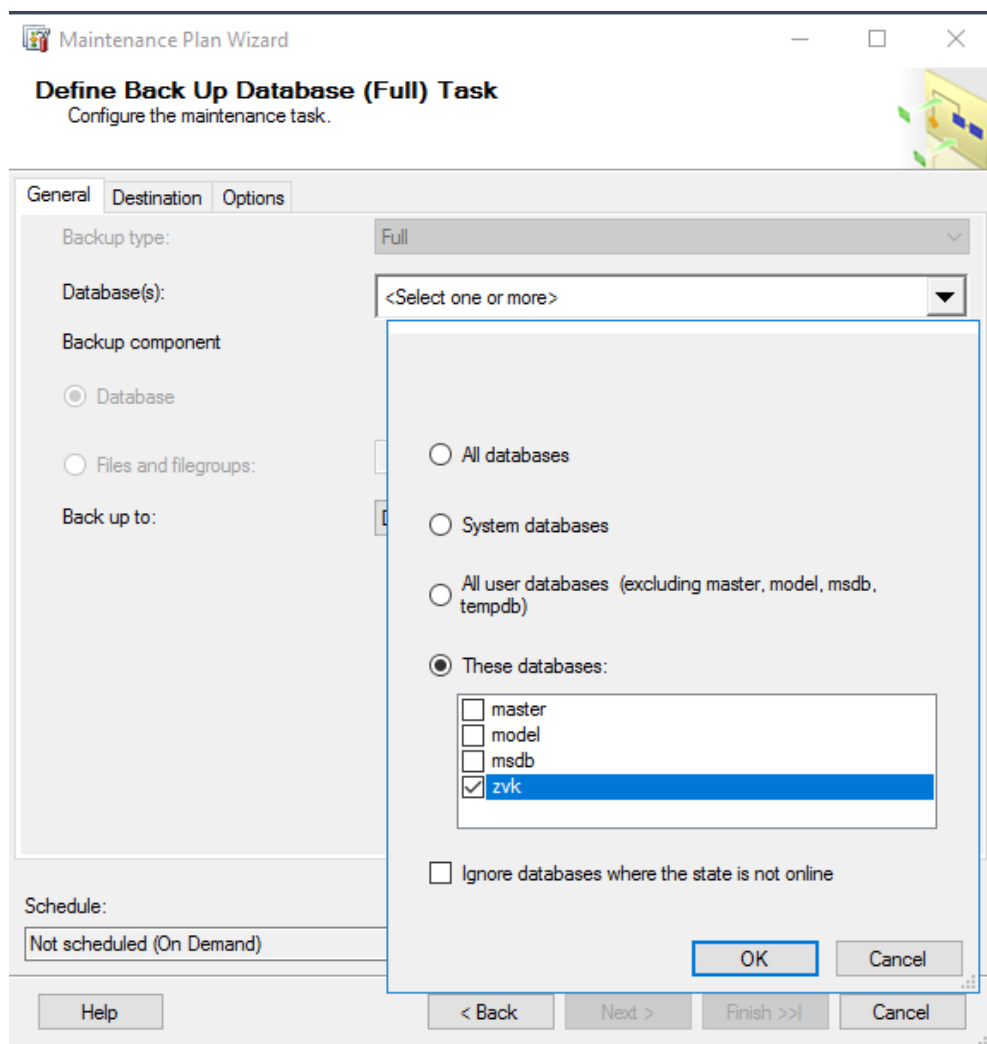 Maintenance Plan Wizard
Define Back Up Database (Full) Task
Configure the maintenance task.
General Destination Options
Backup type: Full
Database(s): <Select one or more>
Backup component
Database
Files and filegroups:
Back up to:
All databases
System databases
All user databases (excluding master, model, msdb,
tempdb)
These databases:
master
model
msdb
zvk
Ignore databases where the state is not online
OK Cancel
Schedule:
Not scheduled (On Demand)
Help < Back Next > Finish >>| Cancel